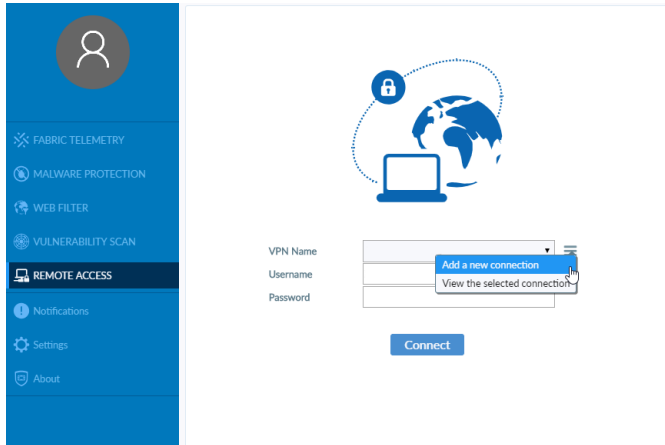 FABRIC TELEMETRY
MALWARE PROTECTION
WEB FILTER
VULNERABILITY SCAN
REMOTE ACCESS
Notifications
Settings
About
VPN Name
Add a new connection
Username
View the selected connection
Password
Connect